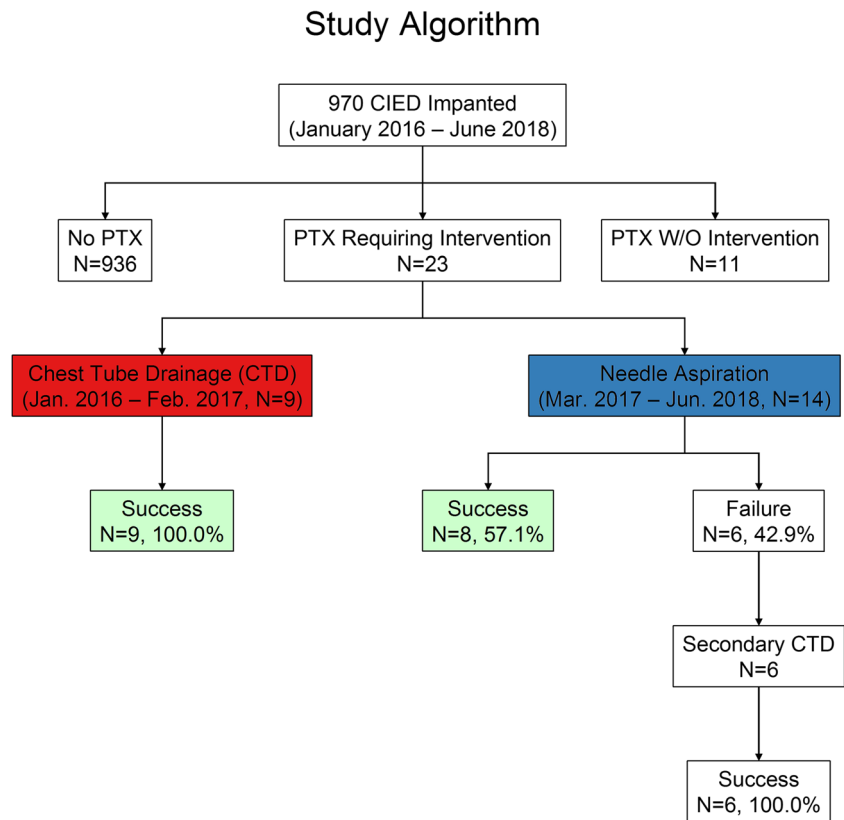 Study Algorithm
970 CIED Impanted
(January 2016 – June 2018)
No PTX
N=936
PTX Requiring Intervention
N=23
PTX W/O Intervention
N=11
Chest Tube Drainage (CTD)
(Jan. 2016 – Feb. 2017, N=9)
Needle Aspiration
(Mar. 2017 – Jun. 2018, N=14)
Success
N=9, 100.0%
Success
N=8, 57.1%
Failure
N=6, 42.9%
Secondary CTD
N=6
Success
N=6, 100.0%